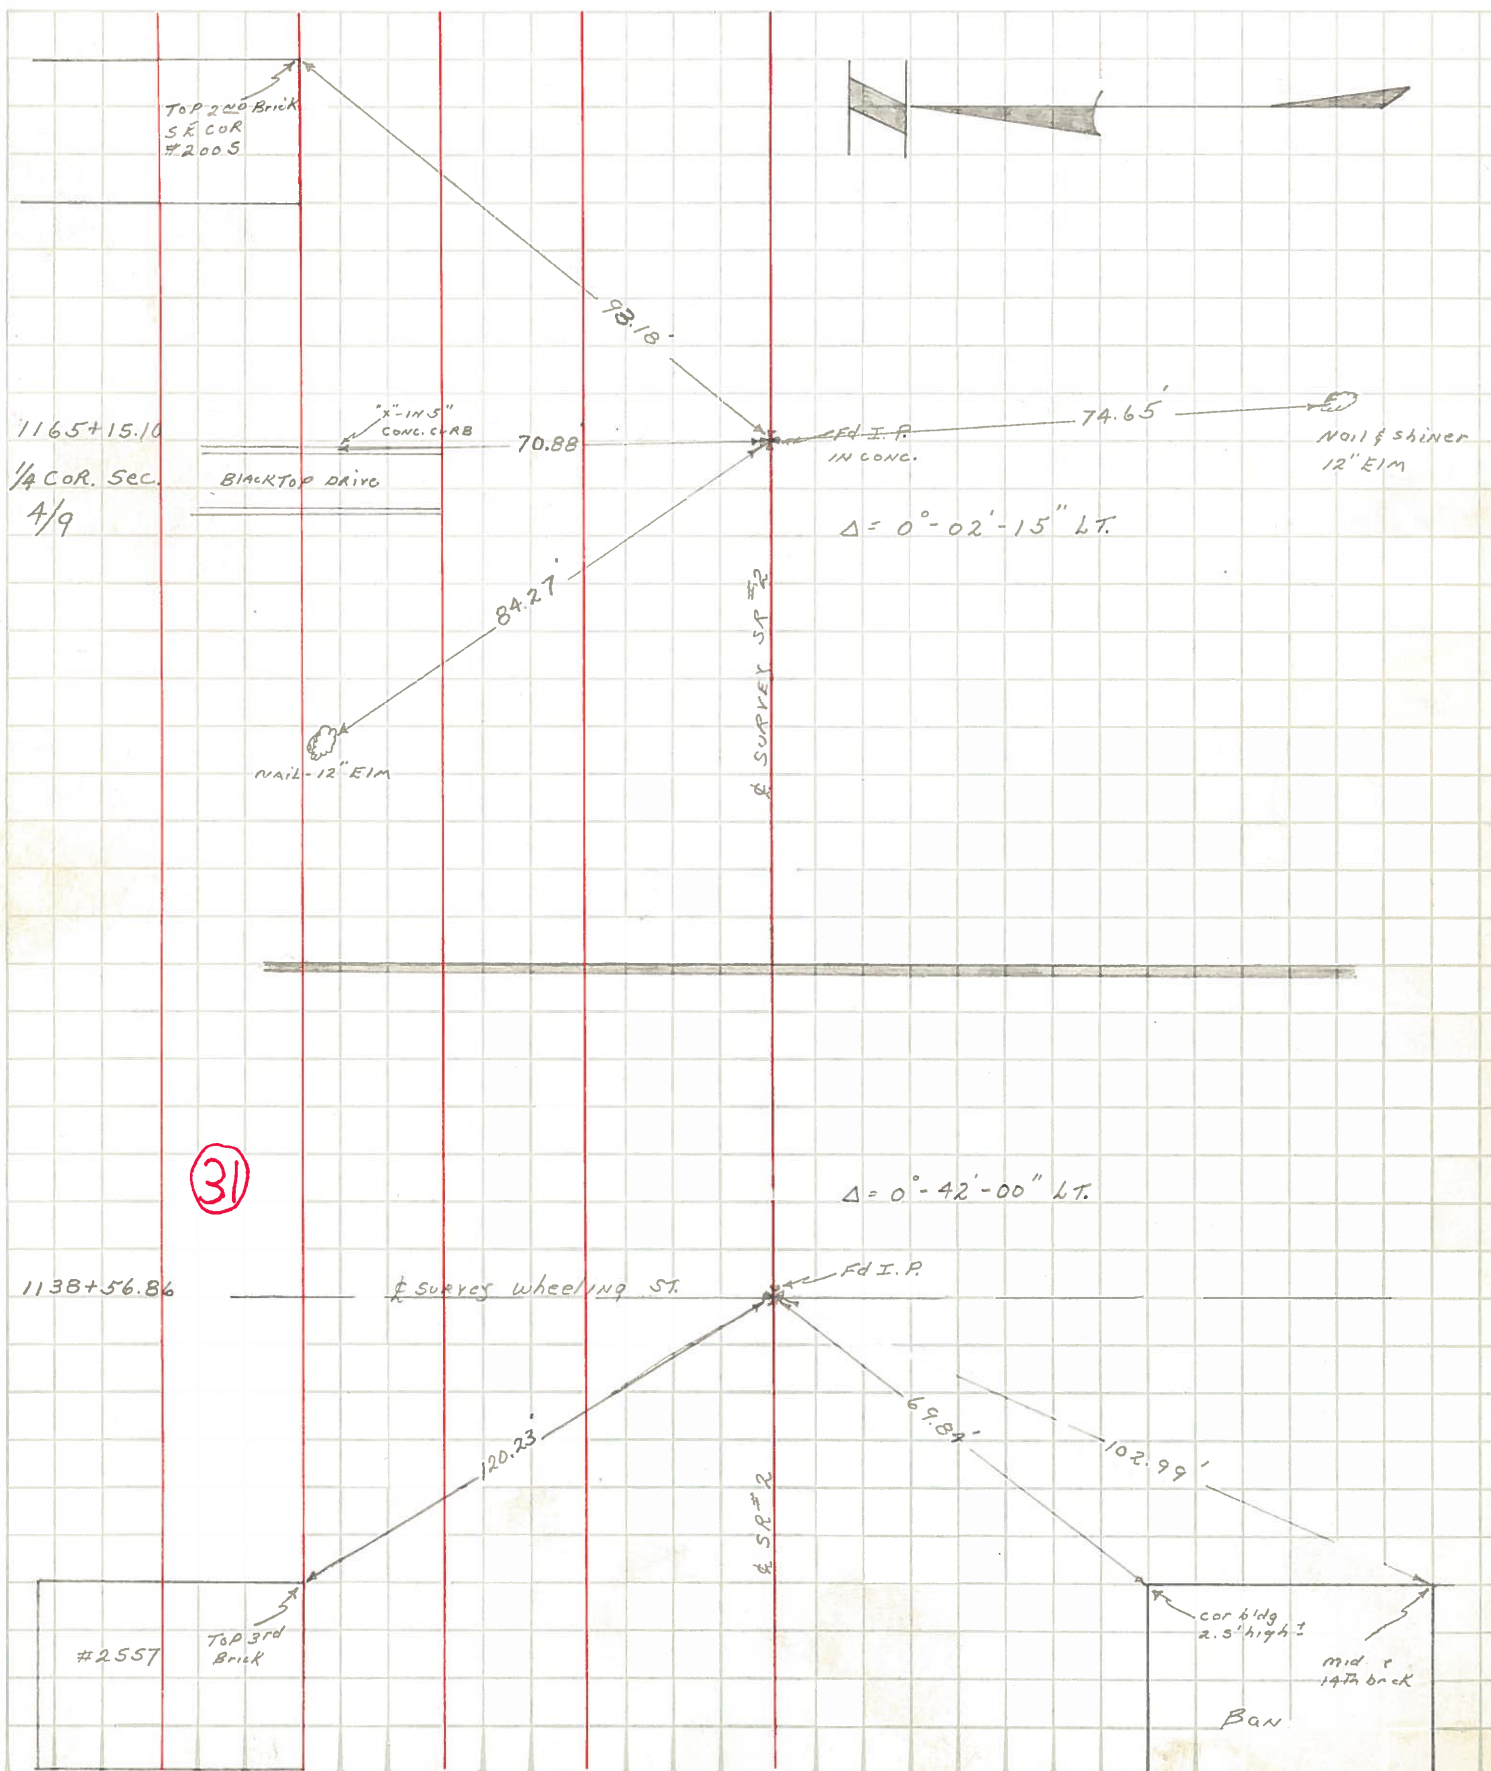 TOP 2ND Brick
SE COR
#2005
93.18'
1165+15.10
1/4 COR. SEC.
4/9
"X"-IN 5"
CONC. CURB
70.88
BLACKTOP DRIVE
Fd I.P.
IN CONC.
74.65'
Nail & shiner
12" Elm
Δ = 0°-02'-15" LT.
84.27'
NAIL-12" Elm
℄ SURVEY SR #2
31
Δ = 0°-42'-00" LT.
1138+56.86
℄ Survey wheeling ST.
Fd I.P.
120.23'
69.82'
102.99'
℄ SR #2
#2557
TOP 3rd
Brick
cor bldg
2.5' high ±
mid
14Th brick